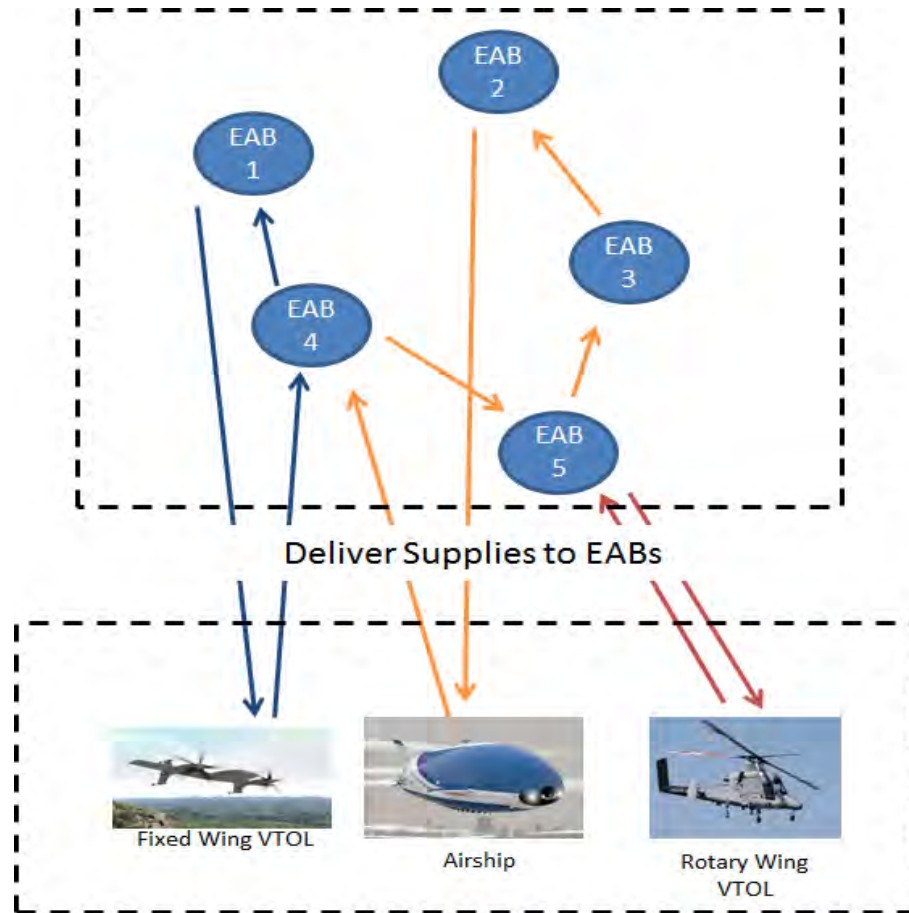 EAB
2
EAB
1
EAB
3
EAB
4
EAB
5
Deliver Supplies to EABs
Fixed Wing VTOL
Airship
Rotary Wing
VTOL